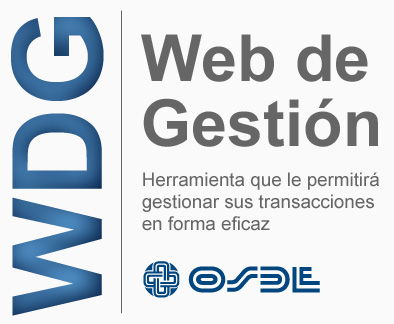 WDG
Web de
Gestión
Herramienta que le permitirá
gestionar sus transacciones
en forma eficaz
OSDE